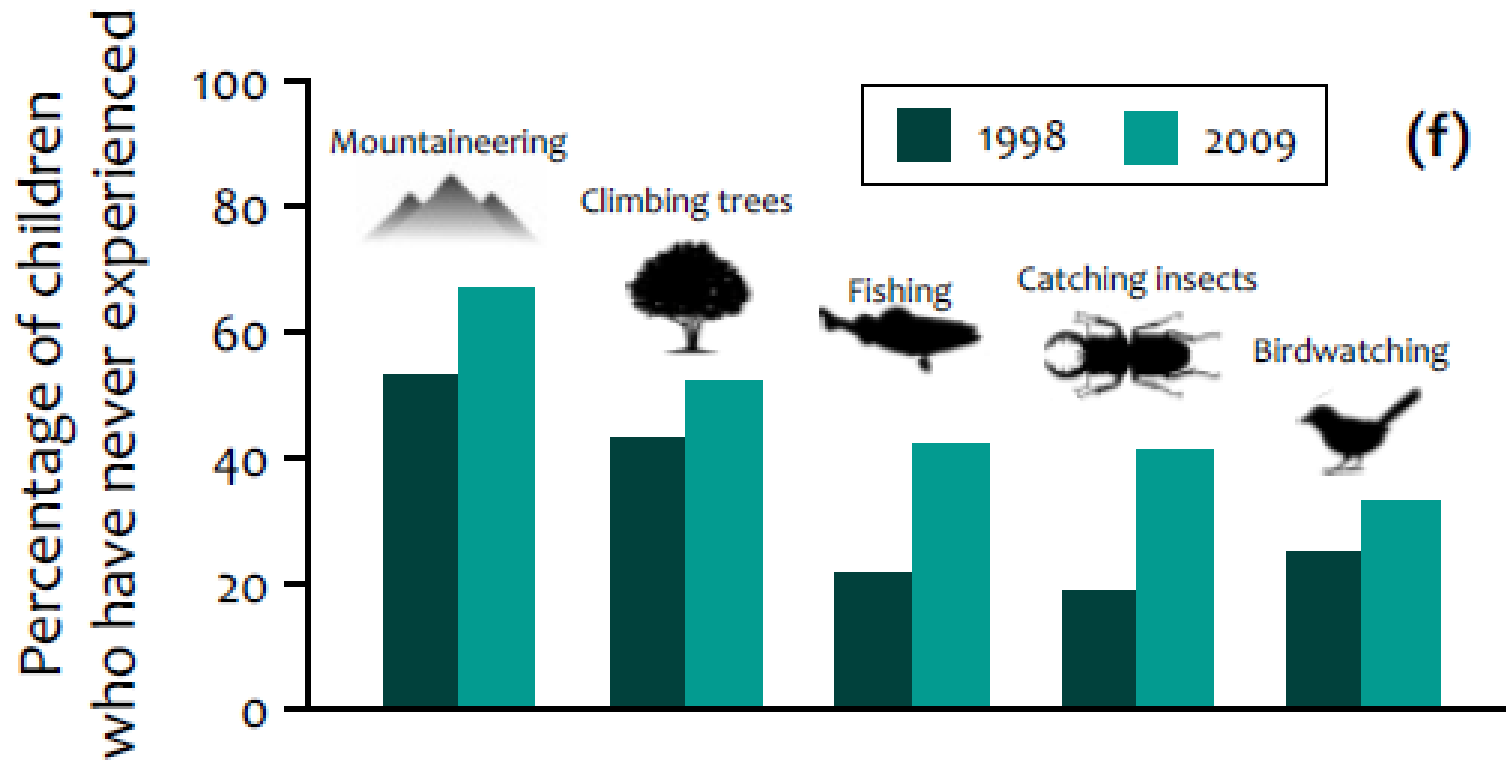 Percentage of children
who have never experienced
100
80
60
40
20
0
Mountaineering
Climbing trees
Fishing
Catching insects
Birdwatching
1998
2009
(f)